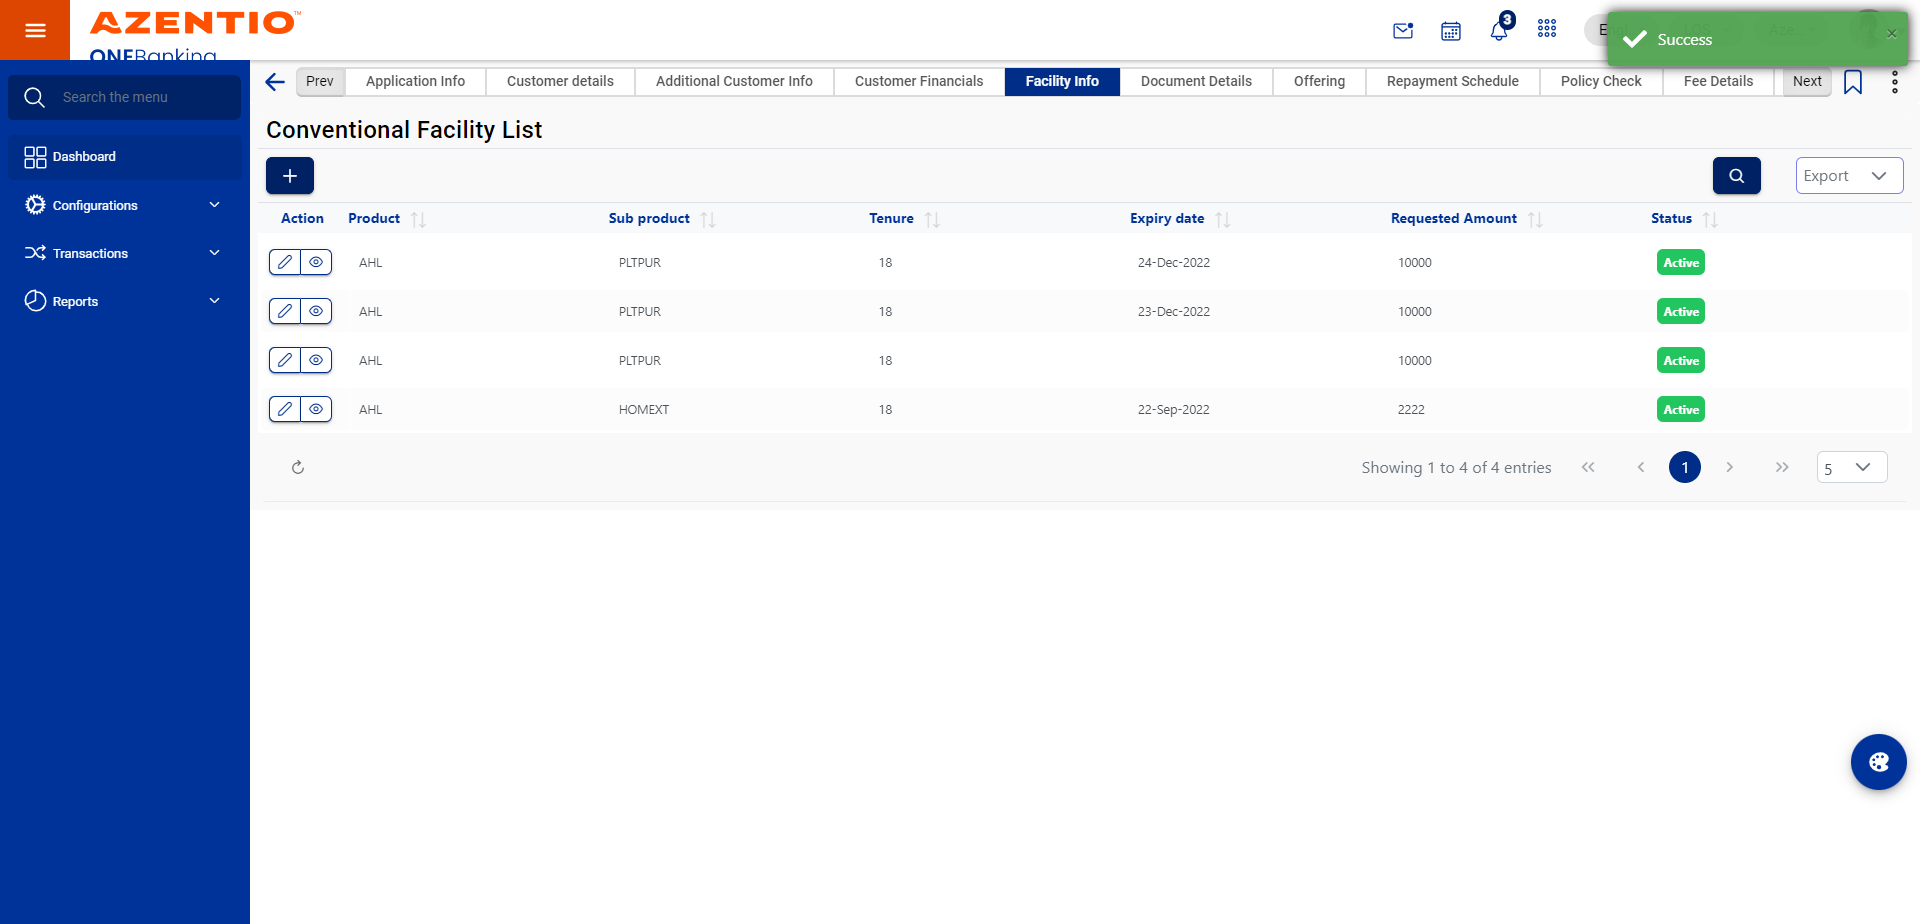 AZENTIO™
ONEBanking
3
Success
×
Search the menu
Dashboard
Configurations
Transactions
Reports
Prev
Application Info
Customer details
Additional Customer Info
Customer Financials
Facility Info
Document Details
Offering
Repayment Schedule
Policy Check
Fee Details
Next
Conventional Facility List
+
Export
Action Product Sub product Tenure Expiry date Requested Amount Status
AHL PLTPUR 18 24-Dec-2022 10000 Active
AHL PLTPUR 18 23-Dec-2022 10000 Active
AHL PLTPUR 18 10000 Active
AHL HOMEXT 18 22-Sep-2022 2222 Active
Showing 1 to 4 of 4 entries
1
5